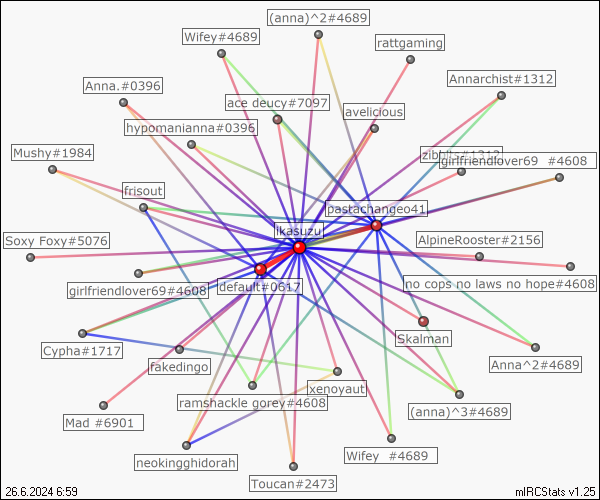 (anna)^2#4689
Wifey#4689
rattgaming
Annarchist#1312
Anna.#0396
ace deucy#7097
avelicious
hypomanianna#0396
Mushy#1984
girlfriendlover69 #4608
frisout
pastachangeo41
ikasuzu
Soxy Foxy#5076
AlpineRooster#2156
girlfriendlover69#4608
default#0617
no cops no laws no hope#4608
Skalman
Cypha#1717
fakedingo
Anna^2#4689
xenoyaut
ramshackle gorey#4608
(anna)^3#4689
Mad #6901
Wifey #4689
neokingghidorah
Toucan#2473
26.6.2024 6:59
mIRCStats v1.25